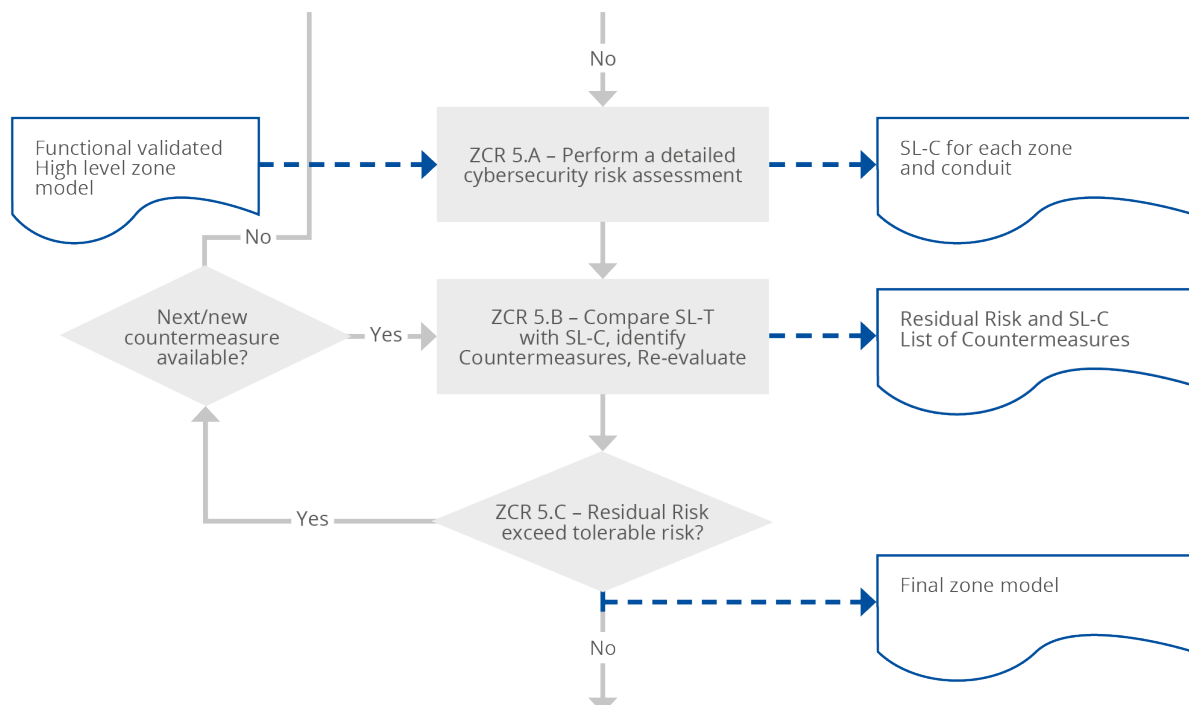 No
Functional validated
High level zone
model
ZCR 5.A – Perform a detailed
cybersecurity risk assessment
SL-C for each zone
and conduit
No
Next/new
countermeasure
available?
Yes
ZCR 5.B – Compare SL-T
with SL-C, identify
Countermeasures, Re-evaluate
Residual Risk and SL-C
List of Countermeasures
Yes
ZCR 5.C – Residual Risk
exceed tolerable risk?
Final zone model
No